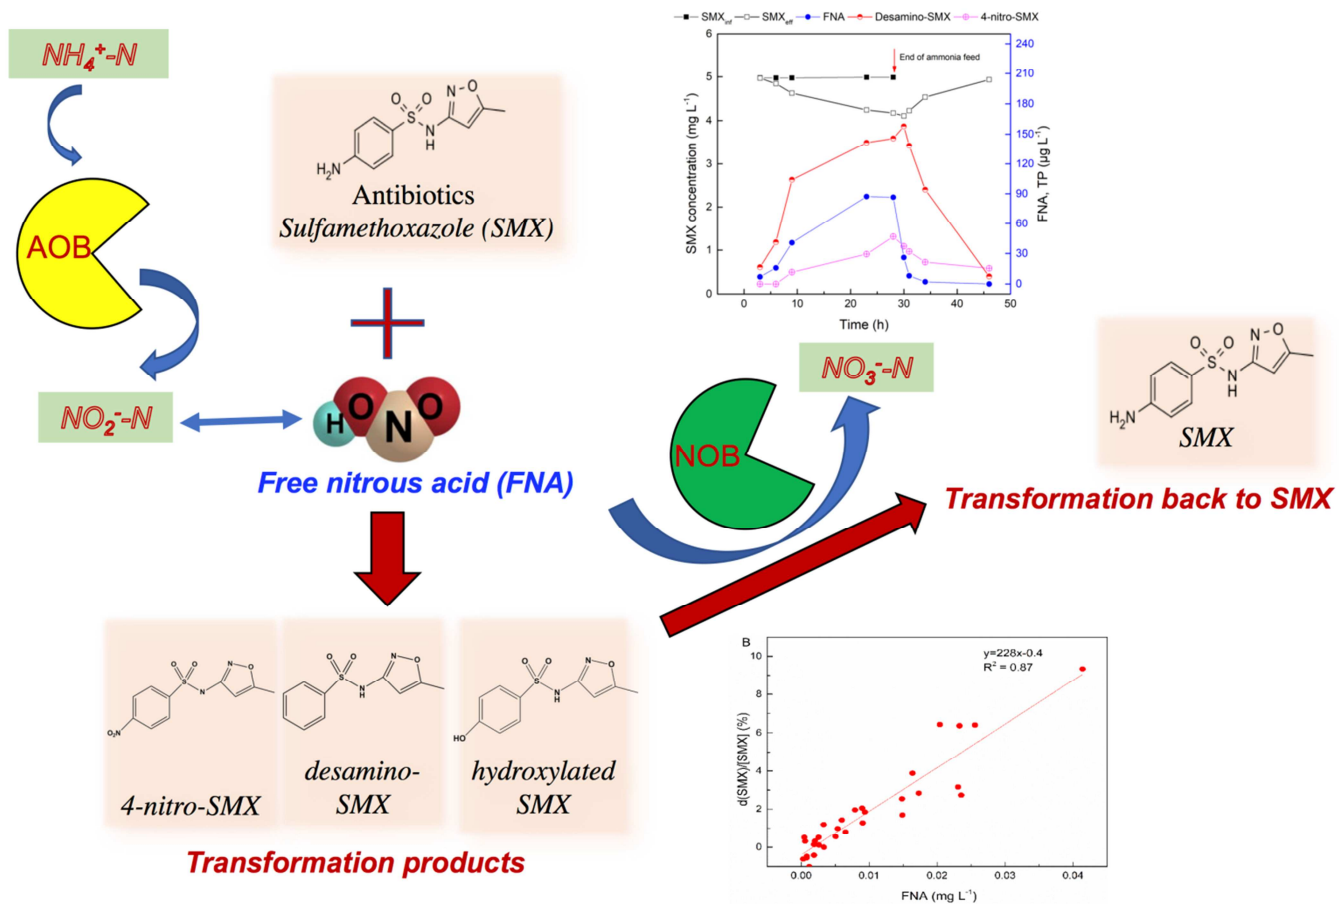 NH₄⁺-N
AOB
NO₂⁻-N
N
O
O
O
S
N
H
H₂N
Antibiotics
Sulfamethoxazole (SMX)
H
O
N
O
Free nitrous acid (FNA)
SMXinf SMXeff FNA Desamino-SMX 4-nitro-SMX
End of ammonia feed
SMX concentration (mg L⁻¹)
6
5
4
3
2
1
0
240
210
180
150
120
90
60
30
0
FNA, TP (µg L⁻¹)
0 10 20 30 40 50
Time (h)
NO₃⁻-N
NOB
O
O
N
O
S
N
H
H₂N
SMX
Transformation back to SMX
O
O
N
O
S
N
O₂N
4-nitro-SMX
O
O
N
O
S
N
H
desamino-
SMX
O
O
N
O
S
N
H
HO
hydroxylated
SMX
Transformation products
B
y=228x-0.4
R² = 0.87
d(SMX)/[SMX] (%)
10
8
6
4
2
0
0.00 0.01 0.02 0.03 0.04
FNA (mg L⁻¹)